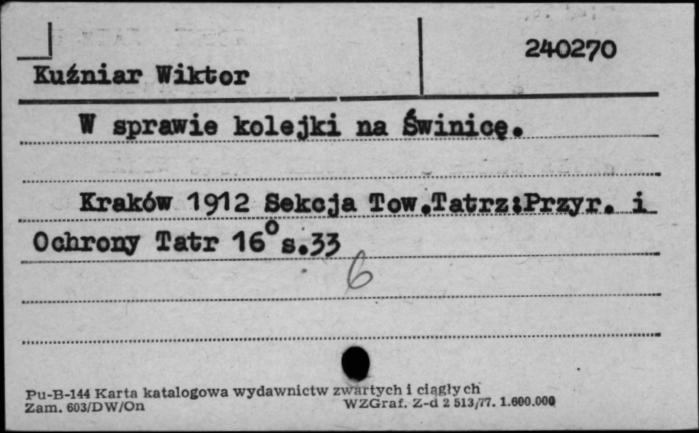 240270
Kuźniar Wiktor
W sprawie kolejki na Świnicę.
Kraków 1912 Sekcja Tow.Tatrz:Przyr. i
Ochrony Tatr 16° s.33
6
Pu-B-144 Karta katalogowa wydawnictw zwartych i ciągłych
Zam. 603/DW/On WZGraf. Z-d 2 513/77. 1.600.000